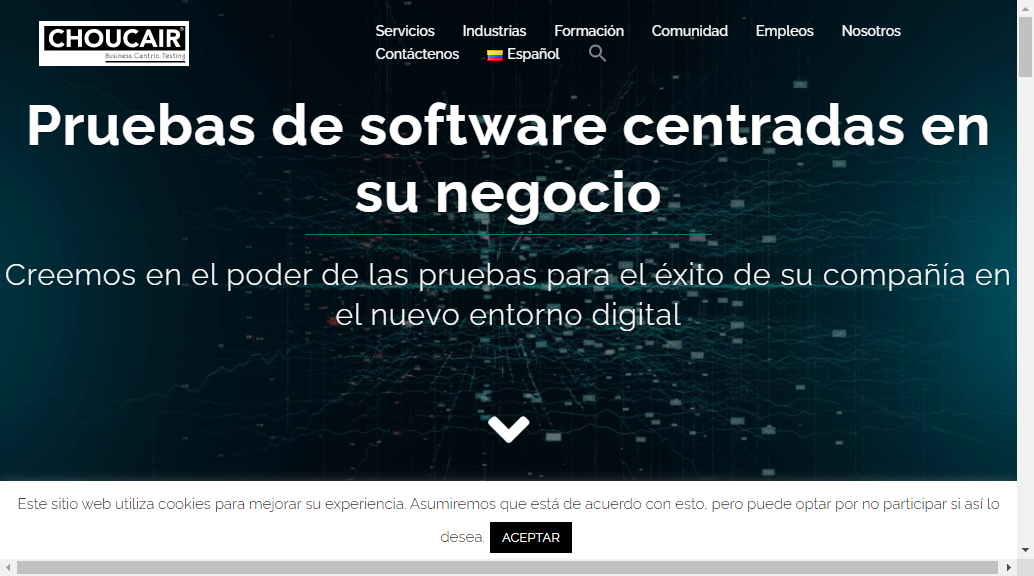 CHOUCAIR
Business Centric Testing
Servicios Industrias Formación Comunidad Empleos Nosotros
Contáctenos Español
Pruebas de software centradas en
su negocio
Creemos en el poder de las pruebas para el éxito de su compañía en
el nuevo entorno digital
Este sitio web utiliza cookies para mejorar su experiencia. Asumiremos que está de acuerdo con esto, pero puede optar por no participar si así lo
desea. ACEPTAR